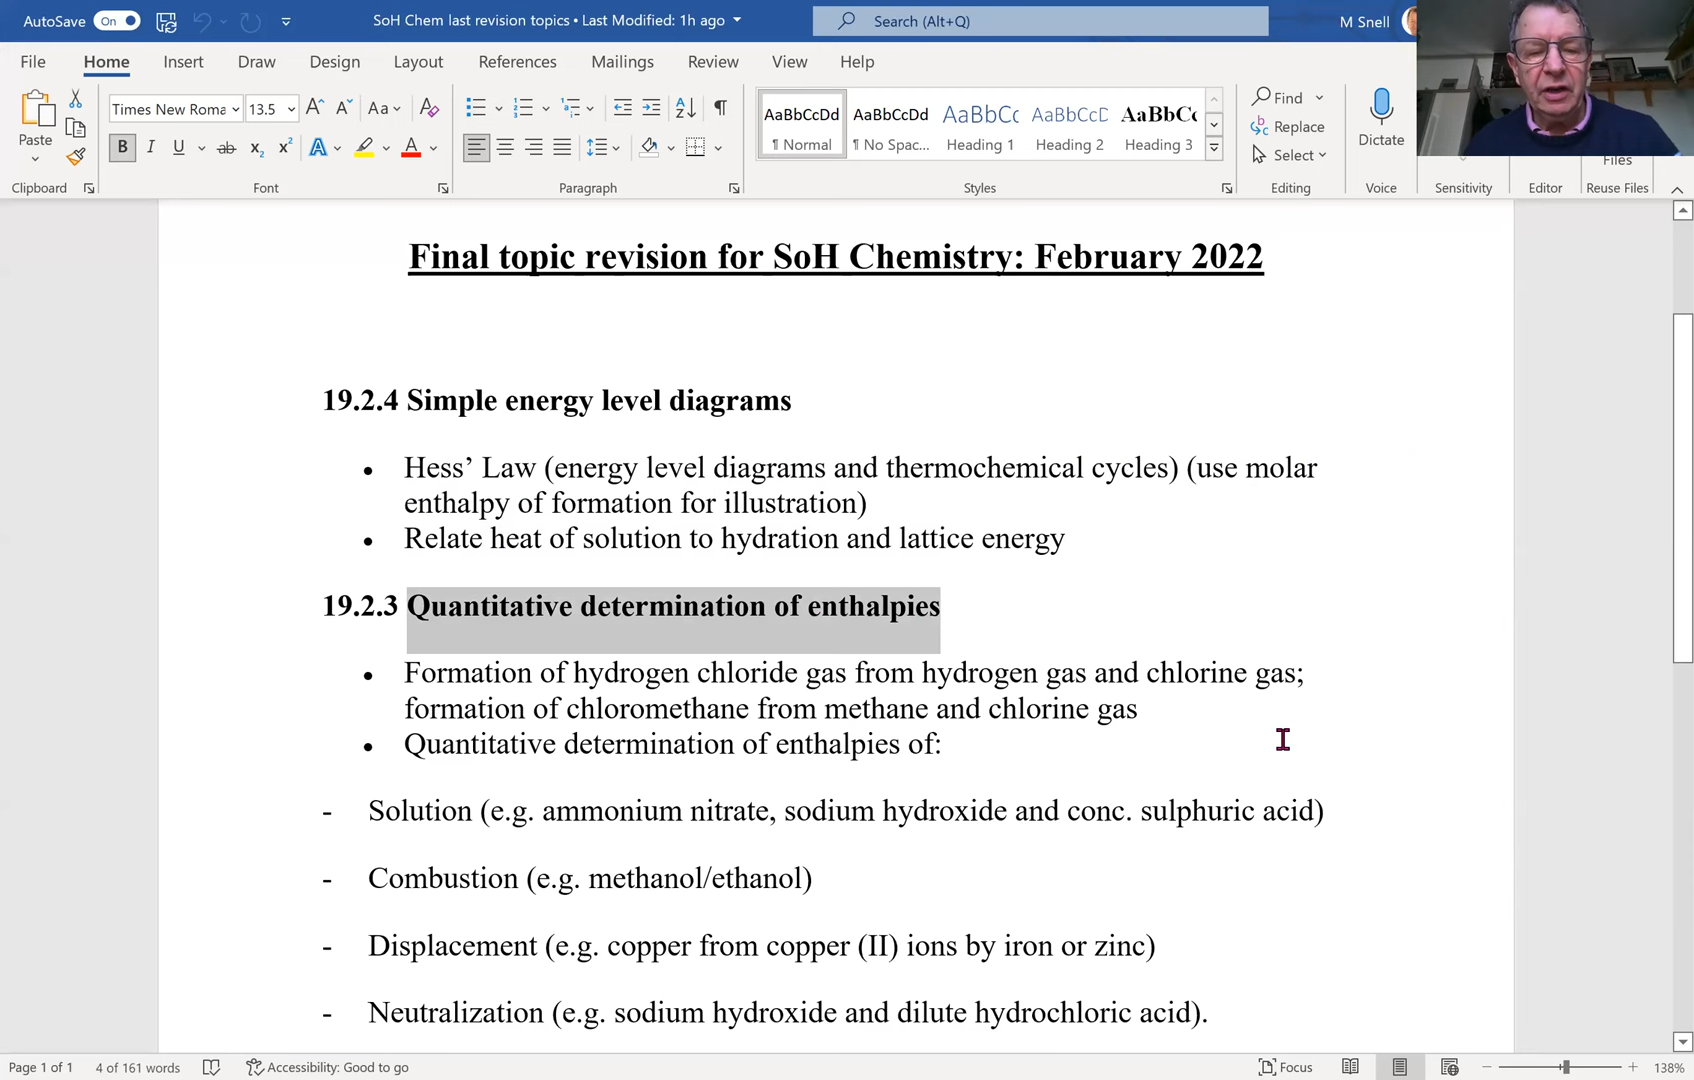 AutoSave On SoH Chem last revision topics • Last Modified: 1h ago Search (Alt+Q) M Snell
File Home Insert Draw Design Layout References Mailings Review View Help
Paste Times New Roma 13.5 Aa AaBbCcDd AaBbCcDd AaBbCc AaBbCcD AaBbCc Find Replace Select Dictate
¶ Normal ¶ No Spac... Heading 1 Heading 2 Heading 3 Files
Clipboard Font Paragraph Styles Editing Voice Sensitivity Editor Reuse Files
Final topic revision for SoH Chemistry: February 2022
19.2.4 Simple energy level diagrams
• Hess’ Law (energy level diagrams and thermochemical cycles) (use molar
enthalpy of formation for illustration)
• Relate heat of solution to hydration and lattice energy
19.2.3 Quantitative determination of enthalpies
• Formation of hydrogen chloride gas from hydrogen gas and chlorine gas;
formation of chloromethane from methane and chlorine gas
• Quantitative determination of enthalpies of:
- Solution (e.g. ammonium nitrate, sodium hydroxide and conc. sulphuric acid)
- Combustion (e.g. methanol/ethanol)
- Displacement (e.g. copper from copper (II) ions by iron or zinc)
- Neutralization (e.g. sodium hydroxide and dilute hydrochloric acid).
Page 1 of 1 4 of 161 words Accessibility: Good to go Focus 138%